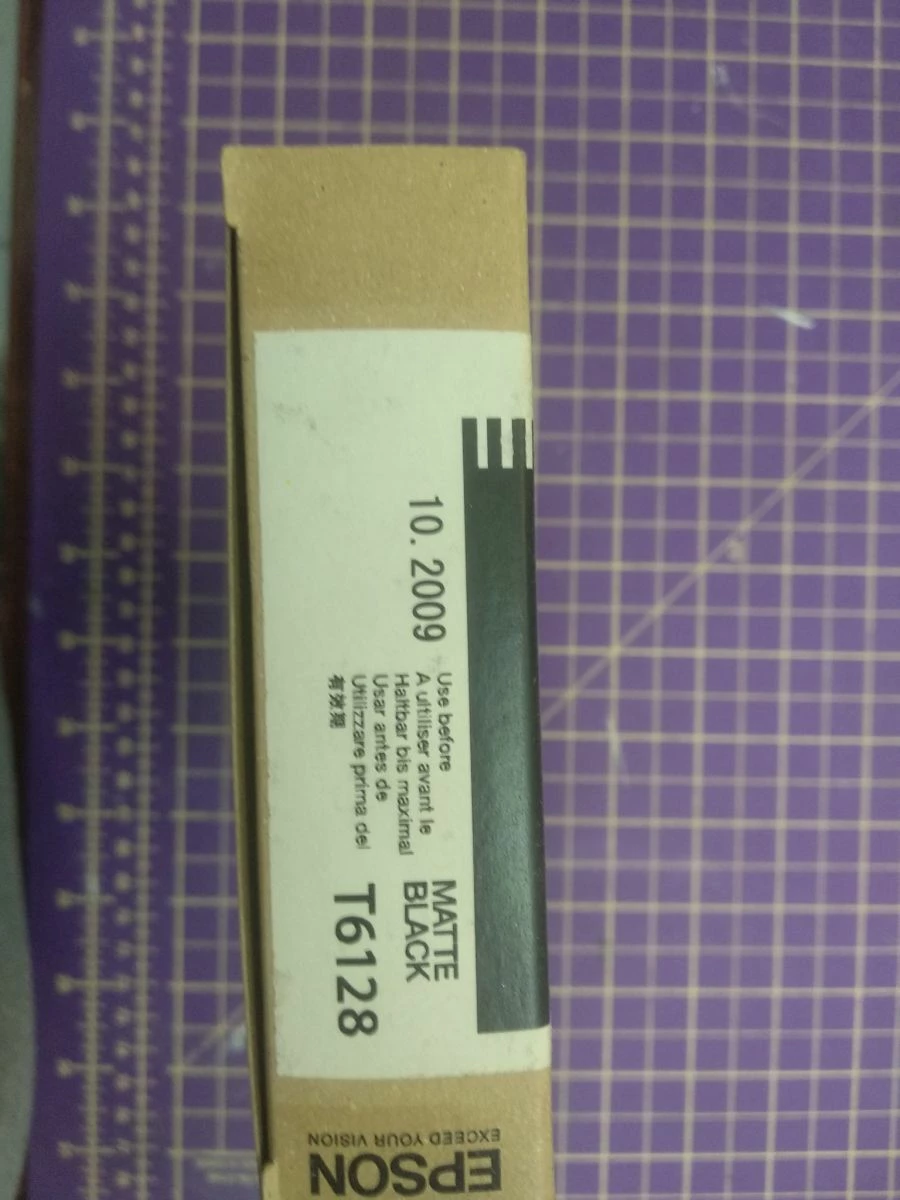 10. 2009
Use before
A ultiliser avant le
Haltbar bis maximal
Usar antes de
Utilizzare prima del
有效期
MATTE
BLACK
T6128
EPSON
EXCEED YOUR VISION